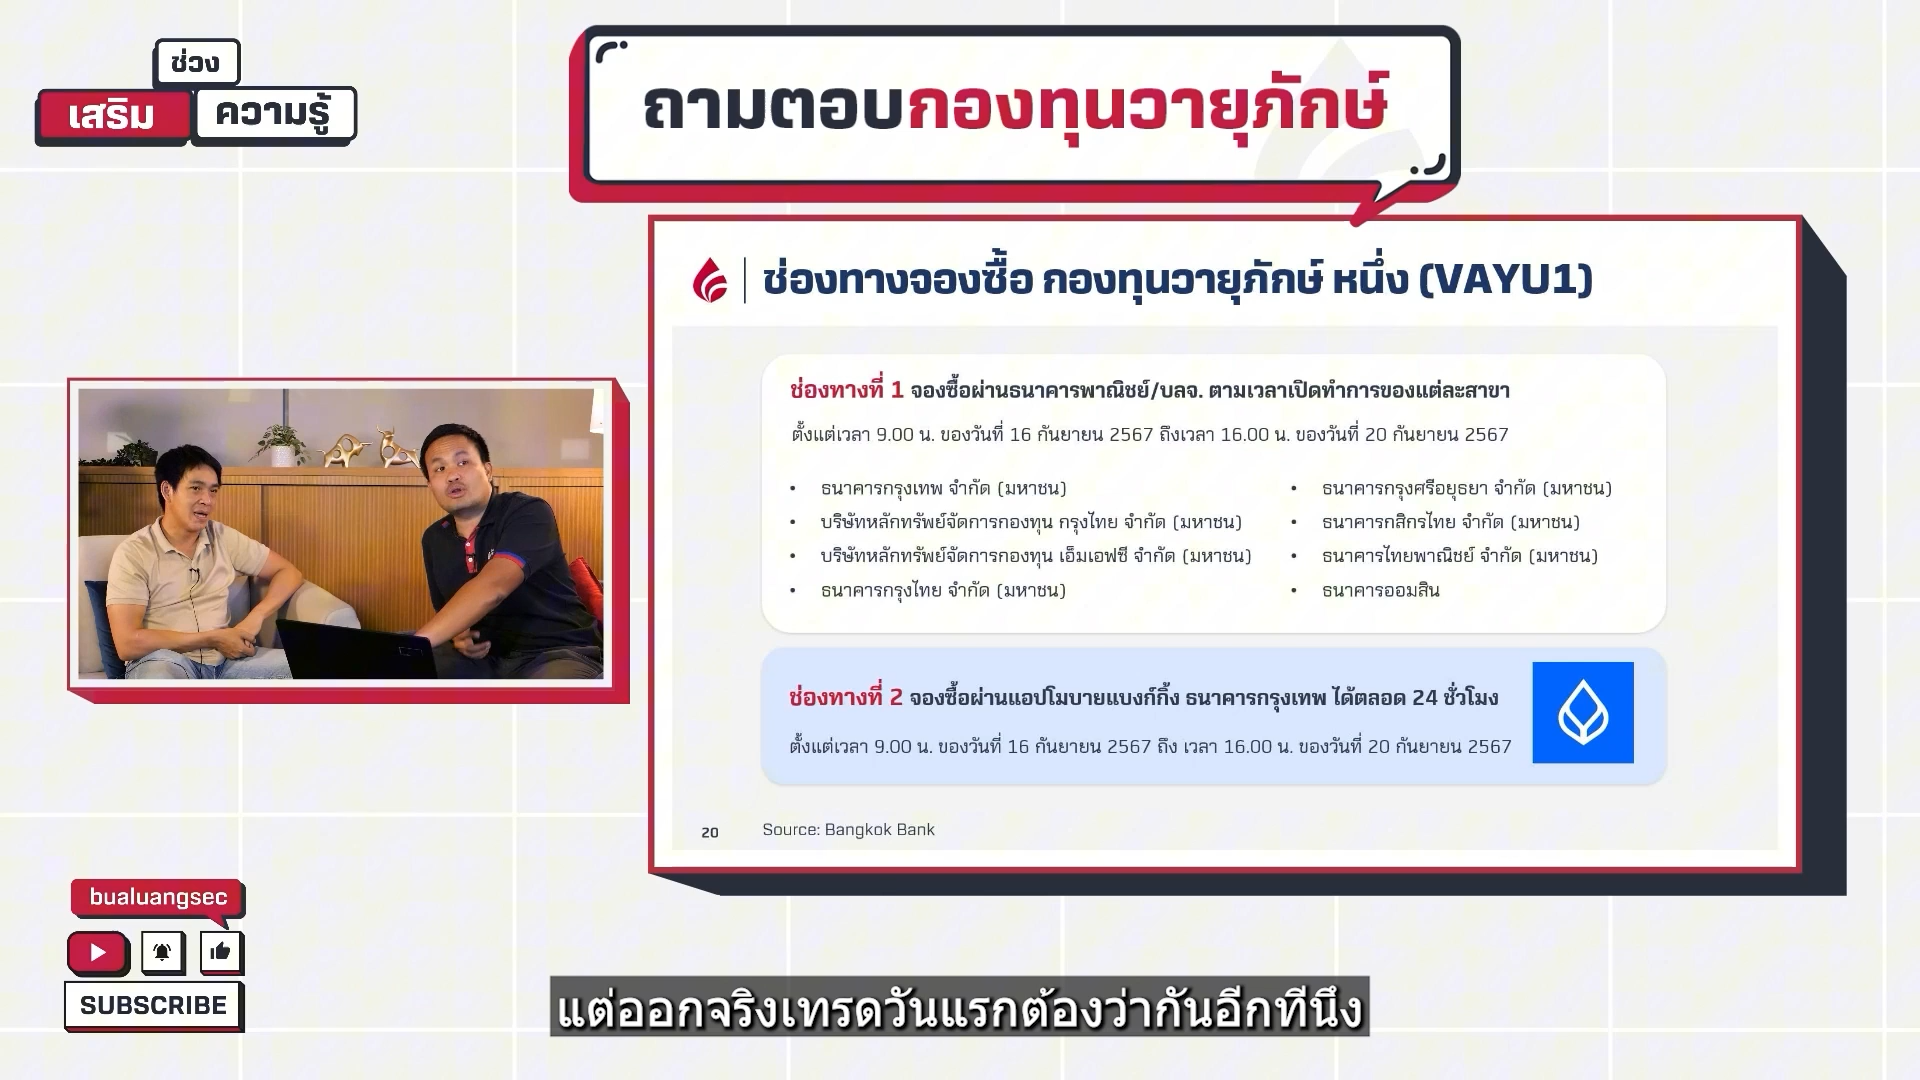 ช่วง
เสริม ความรู้
ถามตอบกองทุนวายุภักษ์
ช่องทางจองซื้อ กองทุนวายุภักษ์ หนึ่ง (VAYU1)
ช่องทางที่ 1 จองซื้อผ่านธนาคารพาณิชย์/บลจ. ตามเวลาเปิดทำการของแต่ละสาขา
ตั้งแต่เวลา 9.00 น. ของวันที่ 16 กันยายน 2567 ถึงเวลา 16.00 น. ของวันที่ 20 กันยายน 2567
• ธนาคารกรุงเทพ จำกัด (มหาชน)
• บริษัทหลักทรัพย์จัดการกองทุน กรุงไทย จำกัด (มหาชน)
• บริษัทหลักทรัพย์จัดการกองทุน เอ็มเอฟซี จำกัด (มหาชน)
• ธนาคารกรุงไทย จำกัด (มหาชน)
• ธนาคารกรุงศรีอยุธยา จำกัด (มหาชน)
• ธนาคารกสิกรไทย จำกัด (มหาชน)
• ธนาคารไทยพาณิชย์ จำกัด (มหาชน)
• ธนาคารออมสิน
ช่องทางที่ 2 จองซื้อผ่านแอปโมบายแบงก์กิ้ง ธนาคารกรุงเทพ ได้ตลอด 24 ชั่วโมง
ตั้งแต่เวลา 9.00 น. ของวันที่ 16 กันยายน 2567 ถึง เวลา 16.00 น. ของวันที่ 20 กันยายน 2567
20 Source: Bangkok Bank
bualuangsec
SUBSCRIBE
แต่ออกจริงเทรดวันแรกต้องว่ากันอีกทีนึง